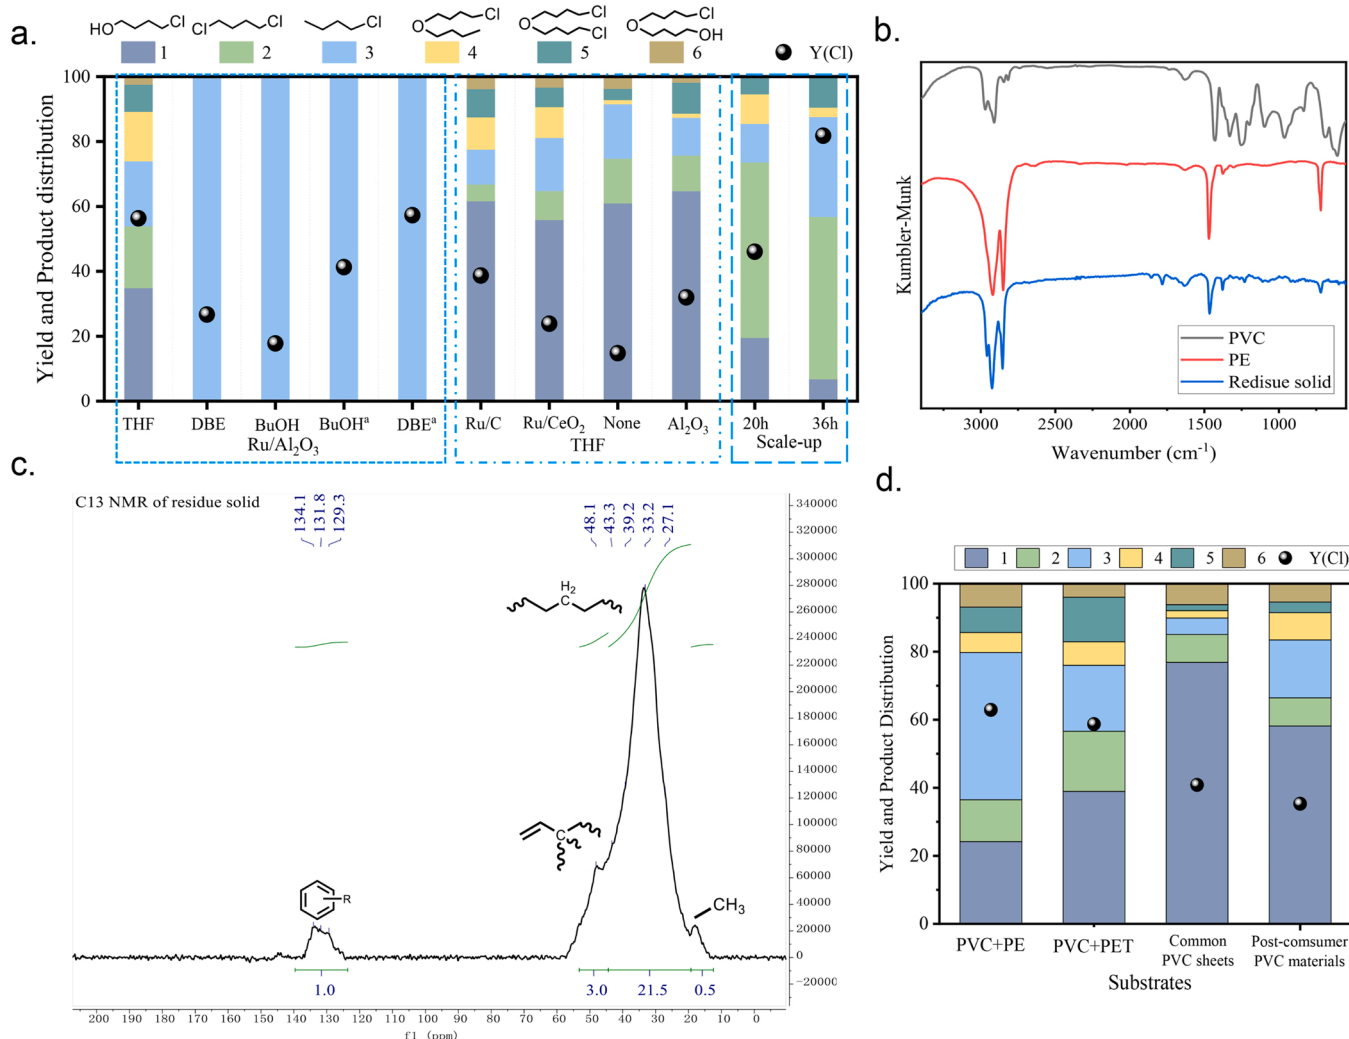 a.
HO Cl
Cl Cl
Cl
O Cl
O Cl Cl
O Cl OH
1 2 3 4 5 6 Y(Cl)
Yield and Product distribution
100
80
60
40
20
0
THF DBE BuOH BuOHᵃ DBEᵃ Ru/C Ru/CeO₂ None Al₂O₃ 20h 36h
Ru/Al₂O₃ THF Scale-up
b.
Kumbler-Munk
PVC
PE
Redisue solid
3000 2500 2000 1500 1000
Wavenumber (cm⁻¹)
c.
C13 NMR of residue solid
134.1
131.8
129.3
48.1
43.3
39.2
33.2
27.1
H₂
C
C
R
CH₃
1.0 3.0 21.5 0.5
340000
320000
300000
280000
260000
240000
220000
200000
180000
160000
140000
120000
100000
80000
60000
40000
20000
0
-20000
200 190 180 170 160 150 140 130 120 110 100 90 80 70 60 50 40 30 20 10 0
f1 (ppm)
d.
1 2 3 4 5 6 Y(Cl)
Yield and Product Distribution
100
80
60
40
20
0
PVC+PE PVC+PET Common Post-comsumer
PVC sheets PVC materials
Substrates